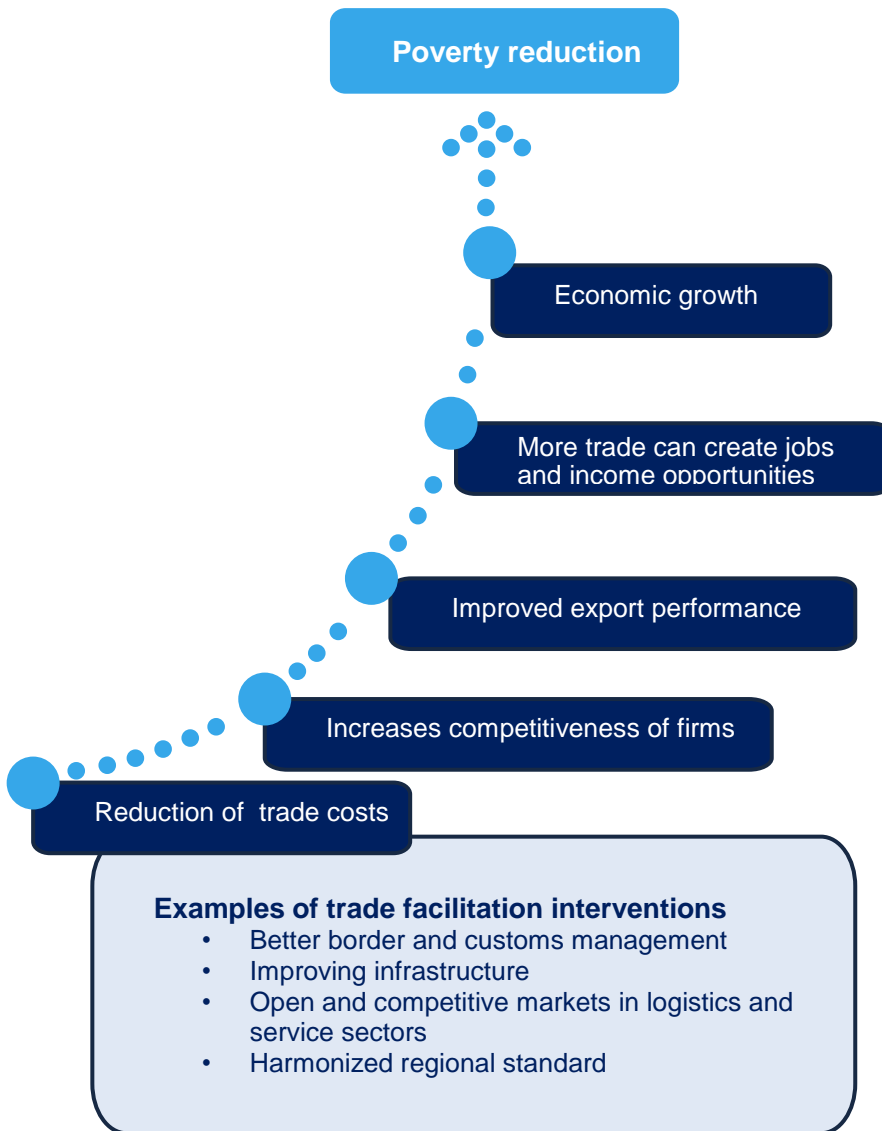 Poverty reduction
Economic growth
More trade can create jobs
and income opportunities
Improved export performance
Increases competitiveness of firms
Reduction of  trade costs
Examples of trade facilitation interventions
• Better border and customs management
• Improving infrastructure
• Open and competitive markets in logistics and
service sectors
• Harmonized regional standard